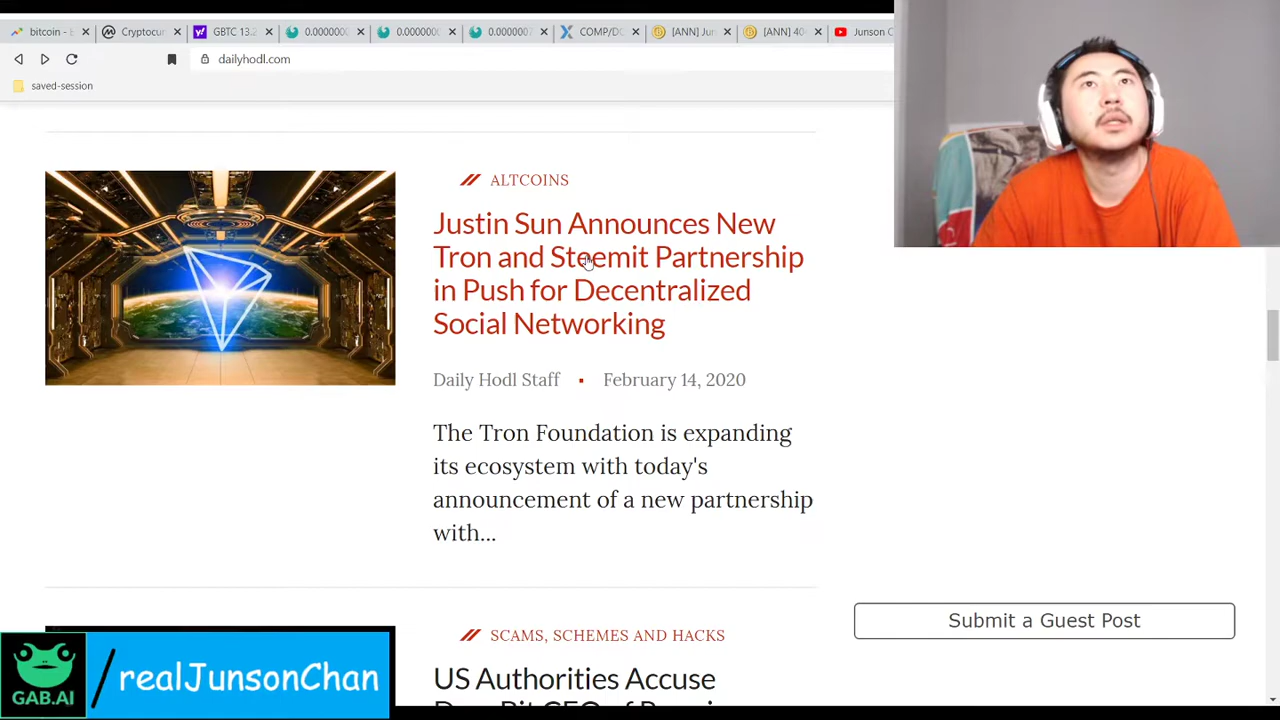 bitcoin -
Cryptocur
GBTC 13.2
0.000000
0.000000
0.000000
COMP/D
[ANN] Jun
[ANN] 40
Junson C
dailyhodl.com
saved-session
ALTCOINS
Justin Sun Announces New
Tron and Steemit Partnership
in Push for Decentralized
Social Networking
Daily Hodl Staff ▪ February 14, 2020
The Tron Foundation is expanding
its ecosystem with today's
announcement of a new partnership
with...
Submit a Guest Post
SCAMS, SCHEMES AND HACKS
US Authorities Accuse
GAB.AI
/realJunsonChan